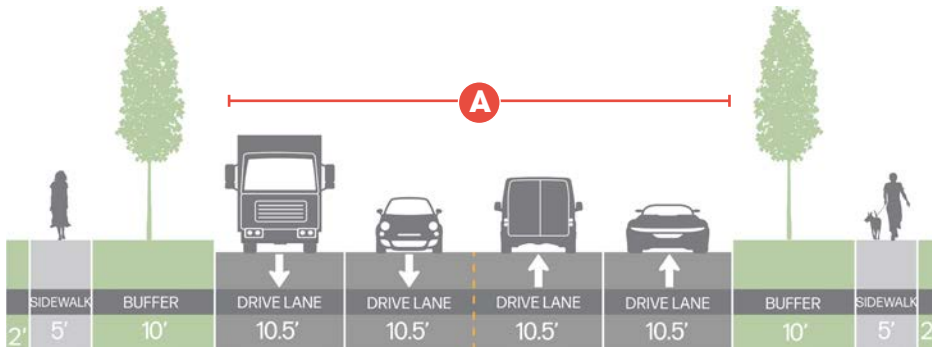 A
SIDEWALK BUFFER DRIVE LANE DRIVE LANE DRIVE LANE DRIVE LANE BUFFER SIDEWALK
2' 5' 10' 10.5' 10.5' 10.5' 10.5' 10' 5' 2